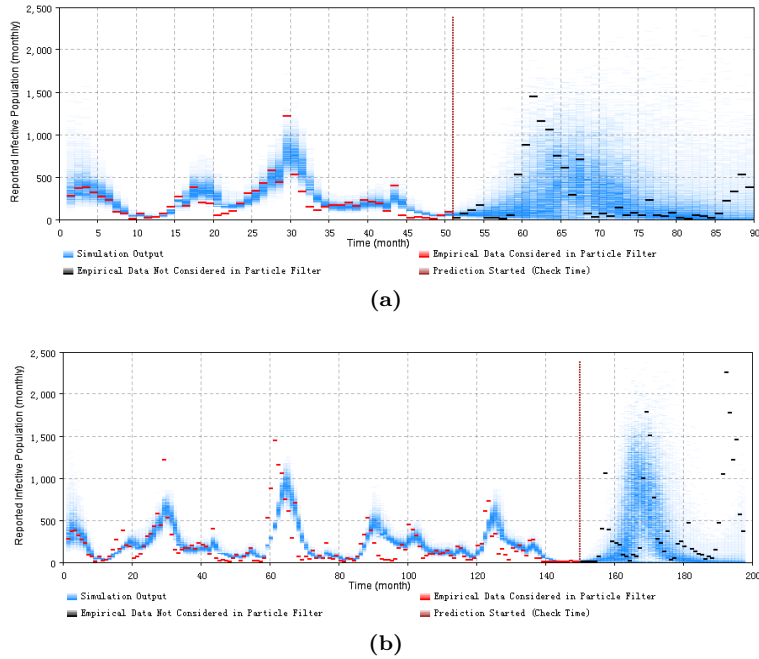 2,500
2,000
1,500
1,000
500
0
Reported Infective Population (monthly)
0 5 10 15 20 25 30 35 40 45 50 55 60 65 70 75 80 85 90
Time (month)
Simulation Output
Empirical Data Considered in Particle Filter
Empirical Data Not Considered in Particle Filter
Prediction Started (Check Time)
(a)
2,500
2,000
1,500
1,000
500
0
Reported Infective Population (monthly)
0 20 40 60 80 100 120 140 160 180 200
Time (month)
Simulation Output
Empirical Data Considered in Particle Filter
Empirical Data Not Considered in Particle Filter
Prediction Started (Check Time)
(b)